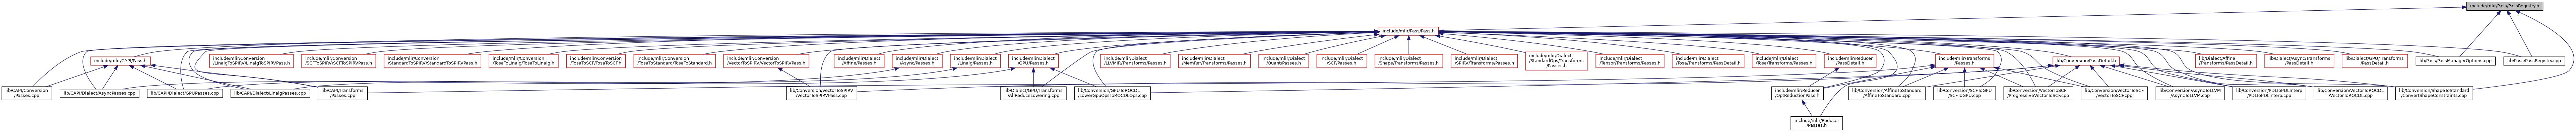 include/mlir/Pass/PassRegistry.h
include/mlir/Pass/Pass.h
include/mlir/CAPI/Pass.h
include/mlir/Conversion
/LinalgToSPIRV/LinalgToSPIRVPass.h
include/mlir/Conversion
/SCFToSPIRV/SCFToSPIRVPass.h
include/mlir/Conversion
/StandardToSPIRV/StandardToSPIRVPass.h
include/mlir/Conversion
/TosaToLinalg/TosaToLinalg.h
include/mlir/Conversion
/TosaToSCF/TosaToSCF.h
include/mlir/Conversion
/TosaToStandard/TosaToStandard.h
include/mlir/Conversion
/VectorToSPIRV/VectorToSPIRVPass.h
include/mlir/Dialect
/Affine/Passes.h
include/mlir/Dialect
/Async/Passes.h
include/mlir/Dialect
/Linalg/Passes.h
include/mlir/Dialect
/GPU/Passes.h
include/mlir/Dialect
/LLVMIR/Transforms/Passes.h
include/mlir/Dialect
/MemRef/Transforms/Passes.h
include/mlir/Dialect
/Quant/Passes.h
include/mlir/Dialect
/SCF/Passes.h
include/mlir/Dialect
/Shape/Transforms/Passes.h
include/mlir/Dialect
/SPIRV/Transforms/Passes.h
include/mlir/Dialect
/StandardOps/Transforms
/Passes.h
include/mlir/Dialect
/Tensor/Transforms/Passes.h
include/mlir/Dialect
/Tosa/Transforms/PassDetail.h
include/mlir/Dialect
/Tosa/Transforms/Passes.h
include/mlir/Reducer
/PassDetail.h
include/mlir/Transforms
/Passes.h
lib/Conversion/PassDetail.h
lib/Dialect/Affine
/Transforms/PassDetail.h
lib/Dialect/Async/Transforms
/PassDetail.h
lib/Dialect/GPU/Transforms
/PassDetail.h
lib/Pass/PassManagerOptions.cpp
lib/Pass/PassRegistry.cpp
lib/CAPI/Conversion
/Passes.cpp
lib/CAPI/Dialect/AsyncPasses.cpp
lib/CAPI/Dialect/GPUPasses.cpp
lib/CAPI/Dialect/LinalgPasses.cpp
lib/CAPI/Transforms
/Passes.cpp
lib/Conversion/VectorToSPIRV
/VectorToSPIRVPass.cpp
lib/Dialect/GPU/Transforms
/AllReduceLowering.cpp
lib/Conversion/GPUToROCDL
/LowerGpuOpsToROCDLOps.cpp
include/mlir/Reducer
/OptReductionPass.h
lib/Conversion/AffineToStandard
/AffineToStandard.cpp
lib/Conversion/SCFToGPU
/SCFToGPU.cpp
lib/Conversion/VectorToSCF
/ProgressiveVectorToSCF.cpp
lib/Conversion/VectorToSCF
/VectorToSCF.cpp
lib/Conversion/AsyncToLLVM
/AsyncToLLVM.cpp
lib/Conversion/PDLToPDLInterp
/PDLToPDLInterp.cpp
lib/Conversion/VectorToROCDL
/VectorToROCDL.cpp
lib/Conversion/ShapeToStandard
/ConvertShapeConstraints.cpp
include/mlir/Reducer
/Passes.h